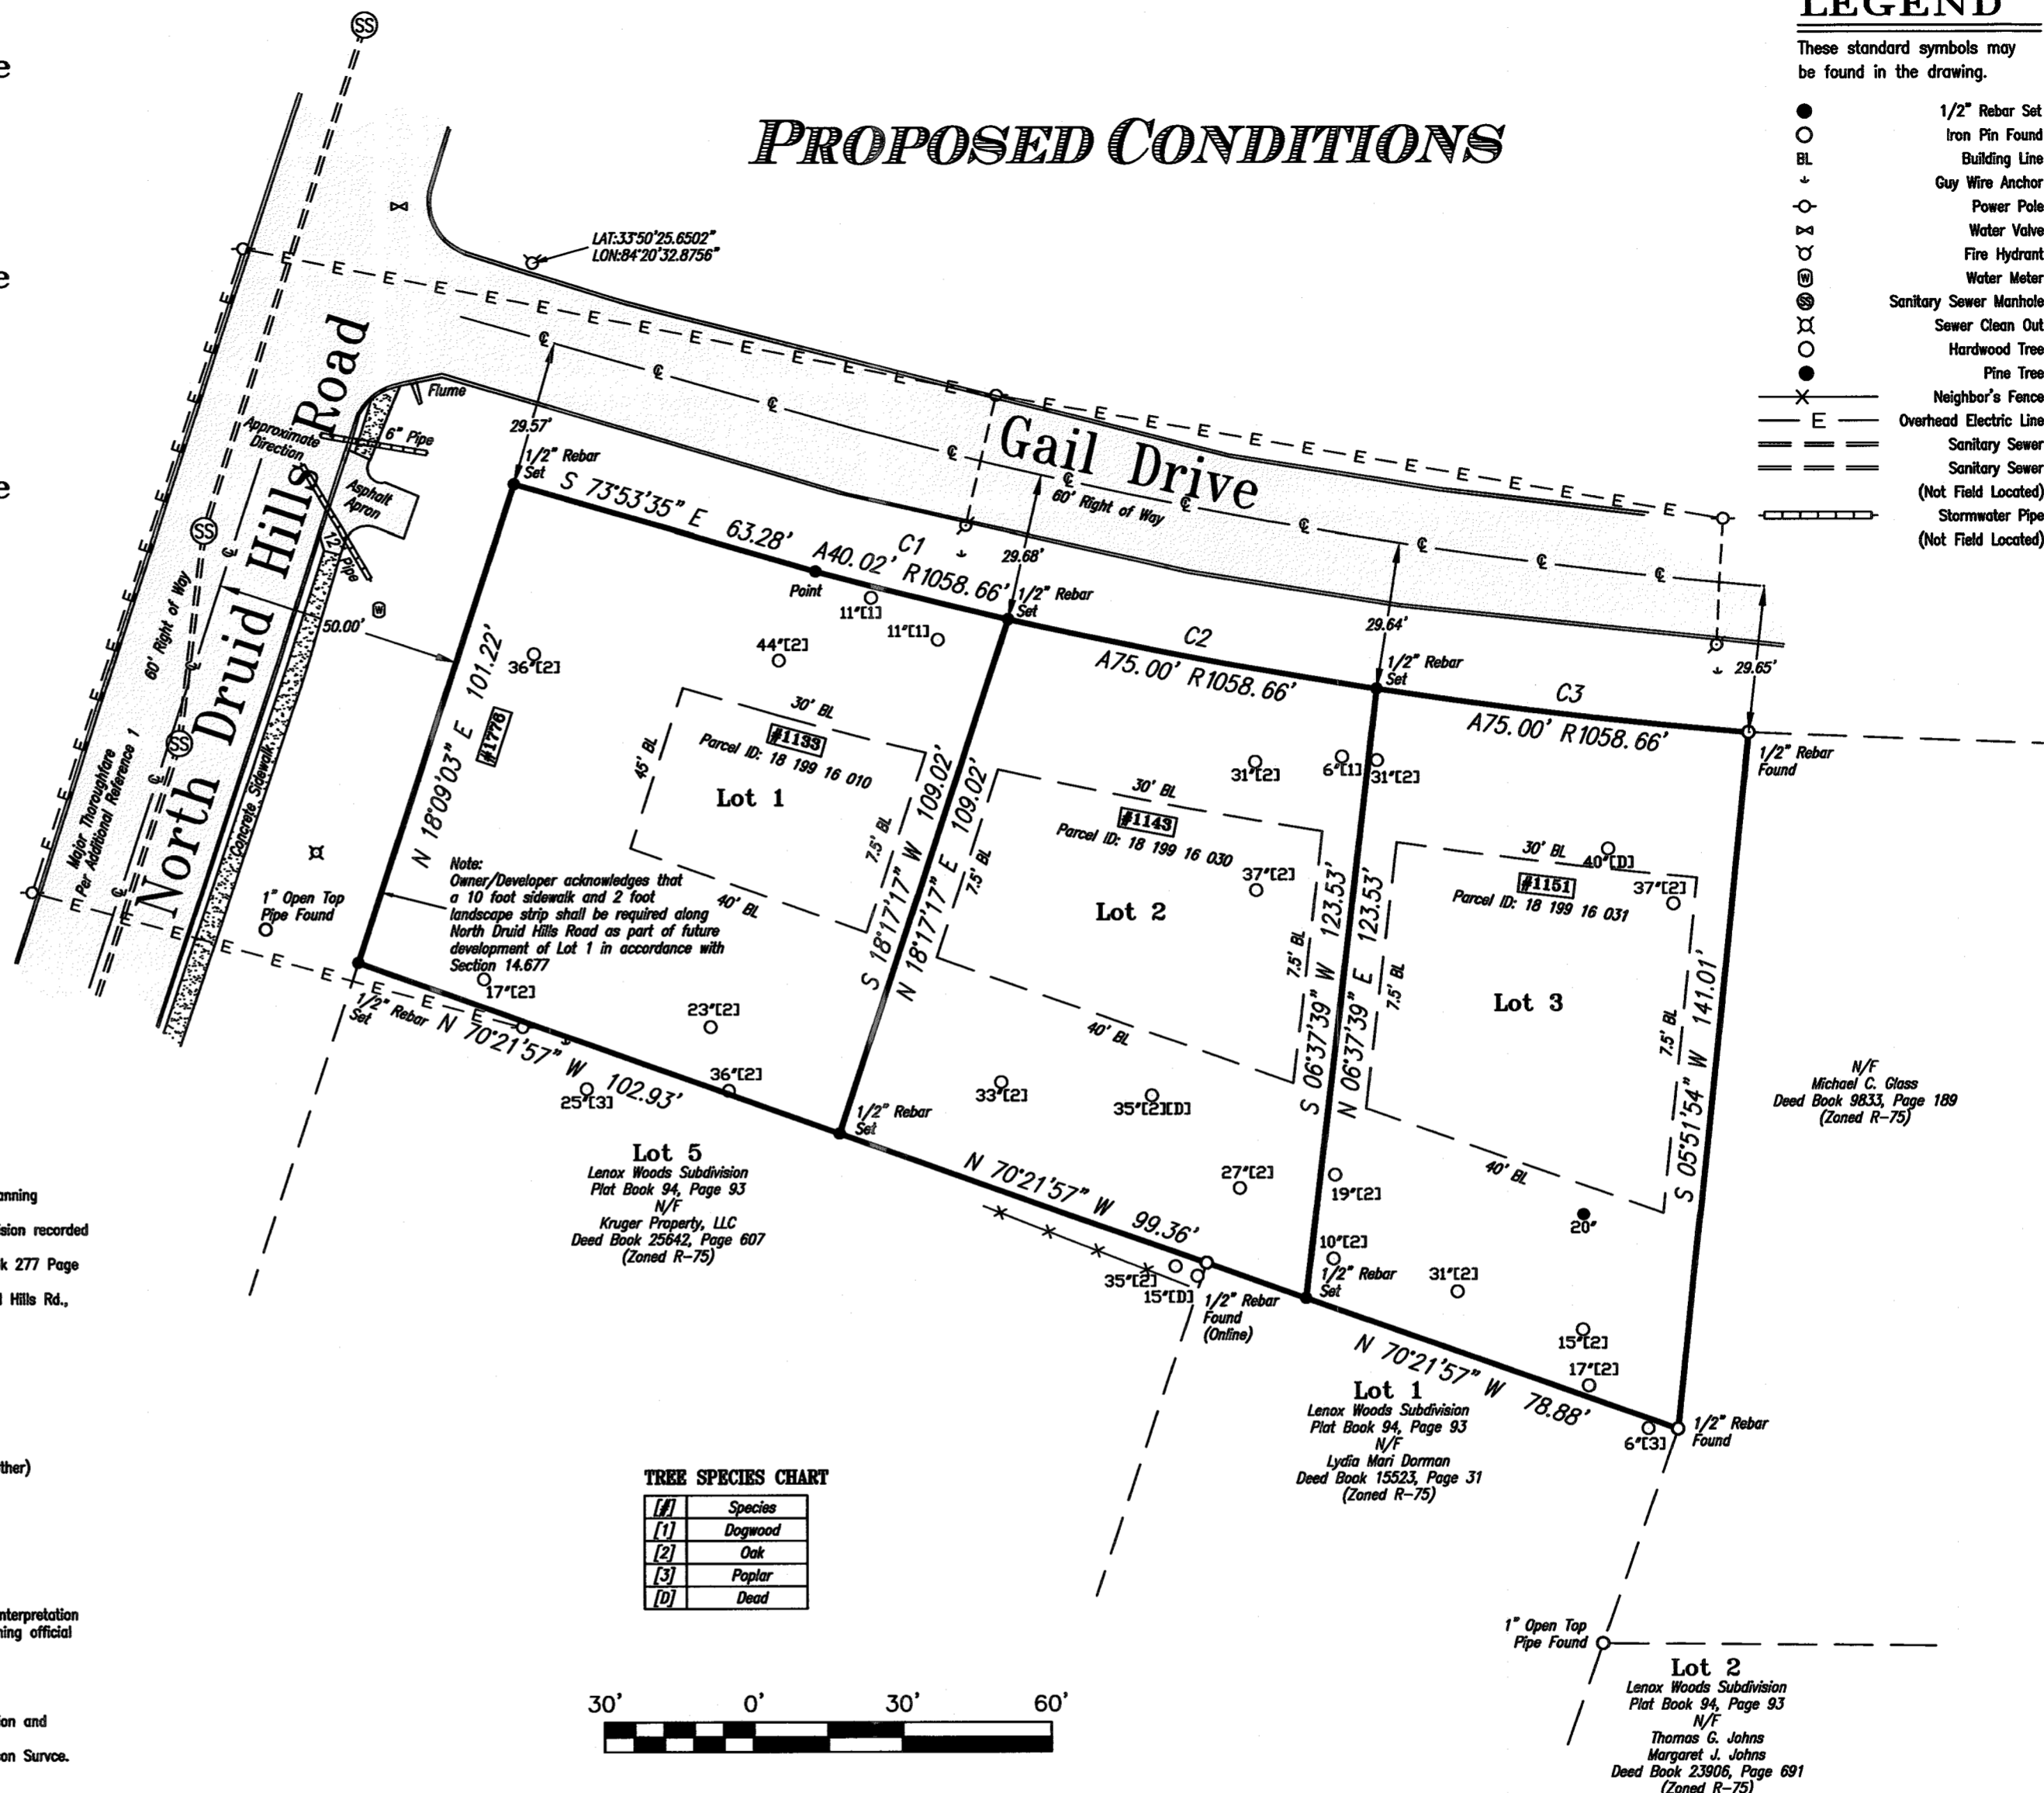 PROPOSED CONDITIONS
LEGEND
These standard symbols may
be found in the drawing.
1/2" Rebar Set
Iron Pin Found
BL Building Line
Guy Wire Anchor
Power Pole
Water Valve
Fire Hydrant
W Water Meter
SS Sanitary Sewer Manhole
Sewer Clean Out
Hardwood Tree
Pine Tree
X Neighbor's Fence
E Overhead Electric Line
Sanitary Sewer
Sanitary Sewer
(Not Field Located)
Stormwater Pipe
(Not Field Located)
SS
LAT:33°50'25.6502"
LON:84°20'32.8756"
Gail Drive
60' Right of Way
North Druid Hills Road
60' Right of Way
Major Thoroughfare
Per Additional Reference 1
Concrete Sidewalk
Approximate
Direction
Flume
6" Pipe
12" Pipe
Asphalt
Apron
SS
SS
W
50.00'
29.57'
29.68'
29.64'
29.65'
1/2" Rebar
Set
S 73°53'35" E 63.28'
Point
C1
A40.02' R1058.66'
1/2" Rebar
Set
C2
A75.00' R1058.66'
1/2" Rebar
Set
C3
A75.00' R1058.66'
1/2" Rebar
Found
11"[1]
11"[1]
44"[2]
36"[2]
N 18°09'03" E 101.22'
#1776
30' BL
45' BL
#1133
Parcel ID: 18 199 16 010
Lot 1
7.5' BL
40' BL
S 18°17'17" W 109.02'
N 18°17'17" E 109.02'
7.5' BL
Note:
Owner/Developer acknowledges that
a 10 foot sidewalk and 2 foot
landscape strip shall be required along
North Druid Hills Road as part of future
development of Lot 1 in accordance with
Section 14.677
1" Open Top
Pipe Found
17"[2]
23"[2]
36"[2]
25"[3]
1/2" Rebar
Set
N 70°21'57" W 102.93'
31"[2]
6"[1]
31"[2]
30' BL
#1143
Parcel ID: 18 199 16 030
37"[2]
Lot 2
7.5' BL
40' BL
S 06°37'39" W 123.53'
N 06°37'39" E 123.53'
7.5' BL
33"[2]
35"[2][D]
27"[2]
1/2" Rebar
Set
N 70°21'57" W 99.36'
35"[2]
15"[D]
1/2" Rebar
Found
(Online)
30' BL
40"[D]
37"[2]
#1151
Parcel ID: 18 199 16 031
Lot 3
7.5' BL
40' BL
S 05°51'54" W 141.01'
19"[2]
10"[2]
1/2" Rebar
Set
20"
31"[2]
15"[2]
17"[2]
6"[3]
N 70°21'57" W 78.88'
1/2" Rebar
Found
N/F
Michael C. Glass
Deed Book 9833, Page 189
(Zoned R-75)
Lot 5
Lenox Woods Subdivision
Plat Book 94, Page 93
N/F
Kruger Property, LLC
Deed Book 25642, Page 607
(Zoned R-75)
Lot 1
Lenox Woods Subdivision
Plat Book 94, Page 93
N/F
Lydia Mari Dorman
Deed Book 15523, Page 31
(Zoned R-75)
1" Open Top
Pipe Found
Lot 2
Lenox Woods Subdivision
Plat Book 94, Page 93
N/F
Thomas G. Johns
Margaret J. Johns
Deed Book 23906, Page 691
(Zoned R-75)
TREE SPECIES CHART
[#] Species
[1] Dogwood
[2] Oak
[3] Poplar
[D] Dead
30' 0' 30' 60'
recorded
k 277 Page
Hills Rd.,
nterpretation
official
and
on Survce.